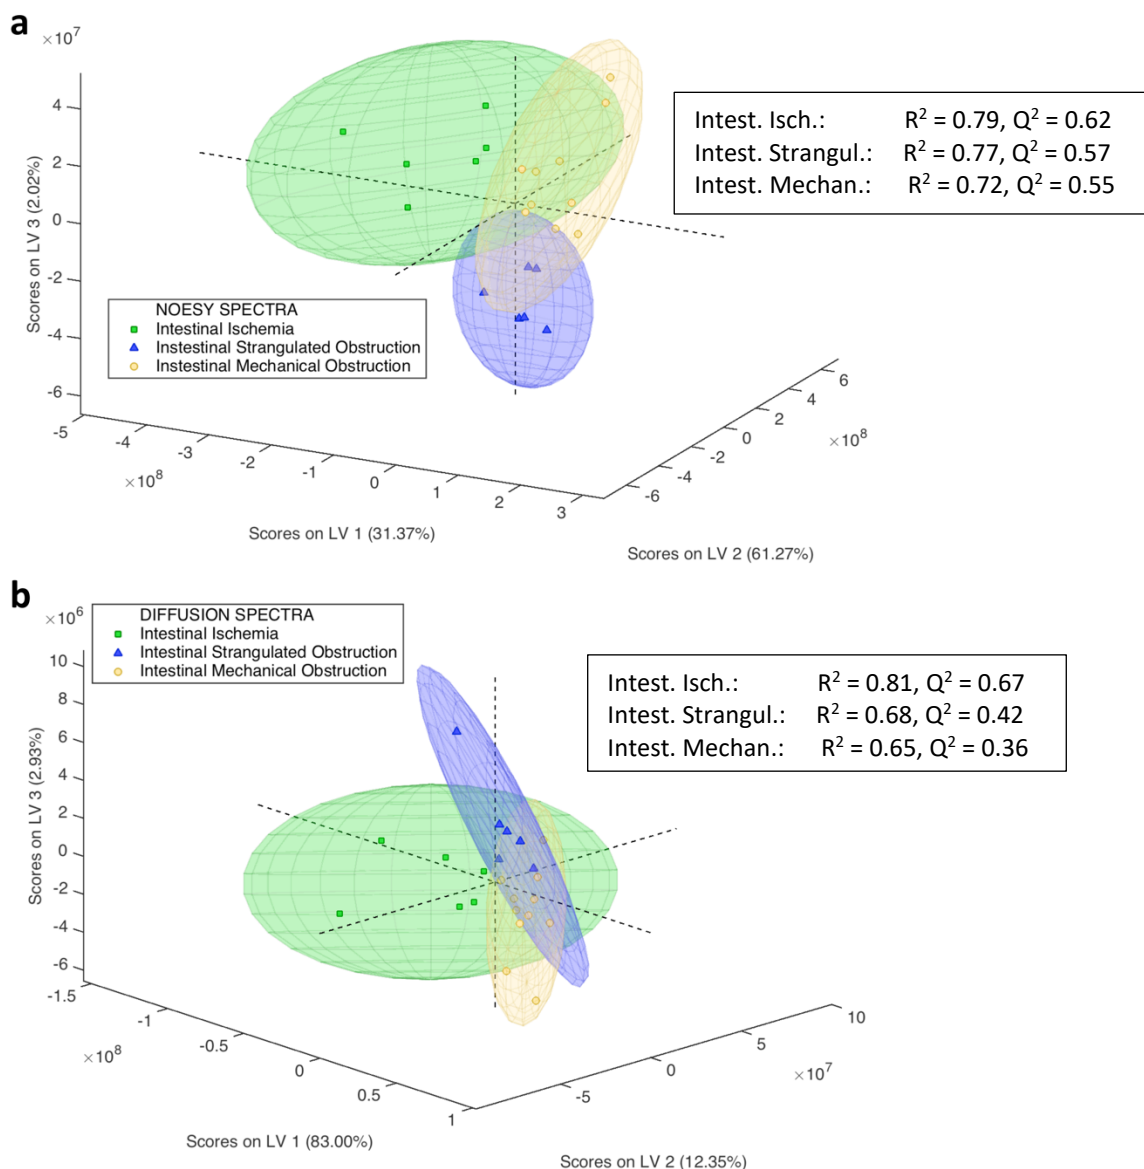 a
×10⁷
4
2
0
-2
-4
-6
Scores on LV 3 (2.02%)
Intest. Isch.: R² = 0.79, Q² = 0.62
Intest. Strangul.: R² = 0.77, Q² = 0.57
Intest. Mechan.: R² = 0.72, Q² = 0.55
NOESY SPECTRA
Intestinal Ischemia
Instestinal Strangulated Obstruction
Instestinal Mechanical Obstruction
-5
-4
-3
-2
-1
0
1
2
3
×10⁸
Scores on LV 1 (31.37%)
6
4
2
0
-2
-4
-6
×10⁸
Scores on LV 2 (61.27%)
b
×10⁶
DIFFUSION SPECTRA
Intestinal Ischemia
Intestinal Strangulated Obstruction
Intestinal Mechanical Obstruction
10
8
6
4
2
0
-2
-4
-6
Scores on LV 3 (2.93%)
Intest. Isch.: R² = 0.81, Q² = 0.67
Intest. Strangul.: R² = 0.68, Q² = 0.42
Intest. Mechan.: R² = 0.65, Q² = 0.36
-1.5
-1
-0.5
0
0.5
1
×10⁸
Scores on LV 1 (83.00%)
10
5
0
-5
×10⁷
Scores on LV 2 (12.35%)